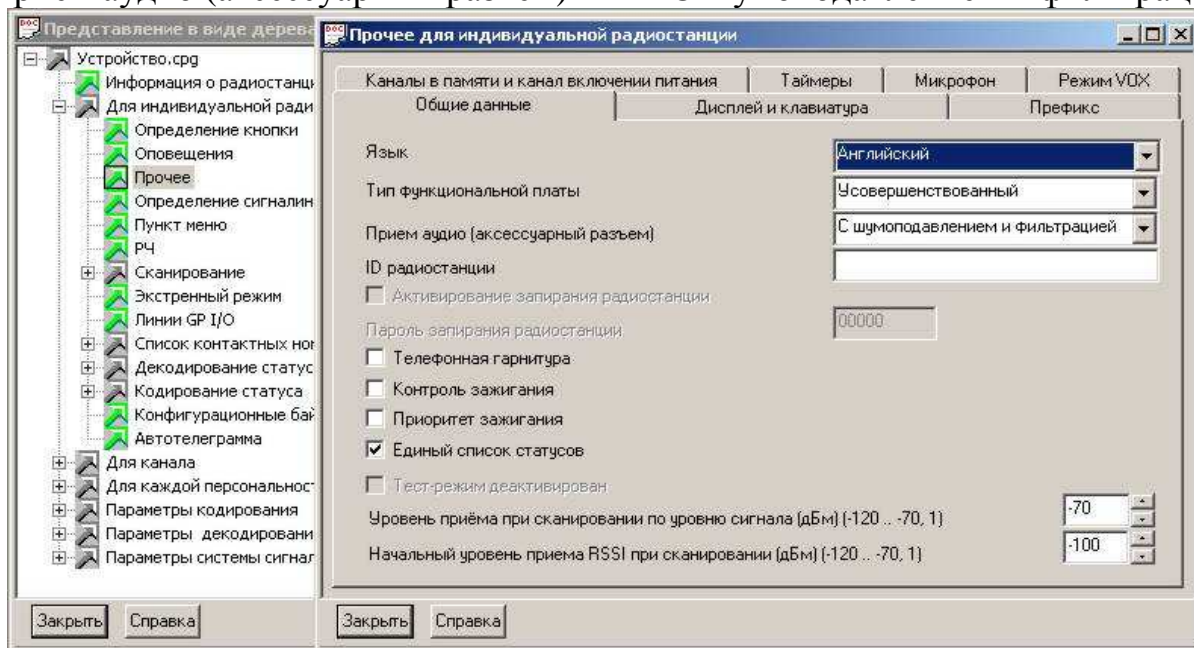 Представление в виде дерева
Устройство.cpg
Информация о радиостанци
Для индивидуальной ради
Определение кнопки
Оповещения
Прочее
Определение сигналин
Пункт меню
РЧ
Сканирование
Экстренный режим
Линии GP I/O
Список контактных ном
Декодирование статус
Кодирование статуса
Конфигурационные бай
Автотелеграмма
Для канала
Для каждой персональност
Параметры кодирования
Параметры декодировани
Параметры системы сигнал
Закрыть Справка
Прочее для индивидуальной радиостанции
Каналы в памяти и канал включении питания Таймеры Микрофон Режим VOX
Общие данные Дисплей и клавиатура Префикс
Язык Английский
Тип функциональной платы Усовершенствованный
Прием аудио (аксессуарный разъем) С шумоподавлением и фильтрацией
ID радиостанции
Активирование запирания радиостанции
Пароль запирания радиостанции 00000
Телефонная гарнитура
Контроль зажигания
Приоритет зажигания
Единый список статусов
Тест-режим деактивирован
Уровень приёма при сканировании по уровню сигнала (дБм) (-120 .. -70, 1) -70
Начальный уровень приема RSSI при сканировании (дБм) (-120 .. -70, 1) -100
Закрыть Справка